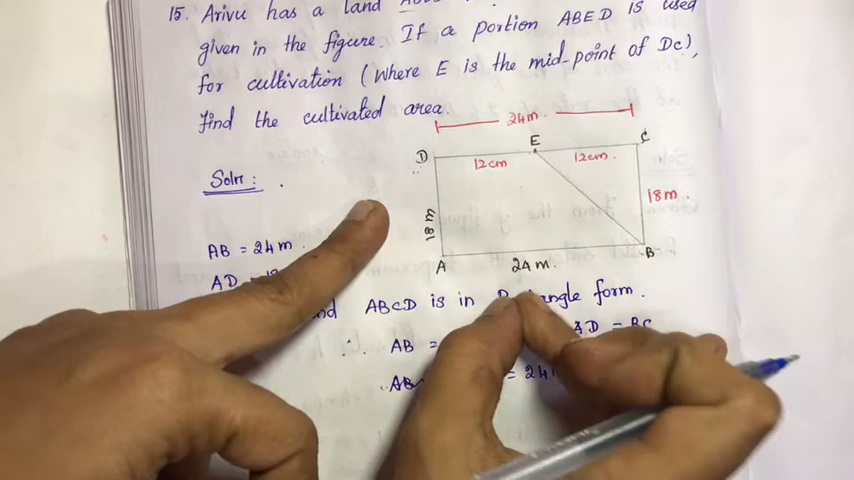 15. Arivu has a land
given in the figure. If a portion ABED is used
for cultivation (Where E is the mid-point of DC),
Find the cultivated area.
24m.
D
E
C
12cm
12cm.
Soln:
18m
18m.
AB = 24m.
A
24m.
B
AD =
ABCD is in Rectangle form.
∴ AB =
AD = BC
AB
= 24